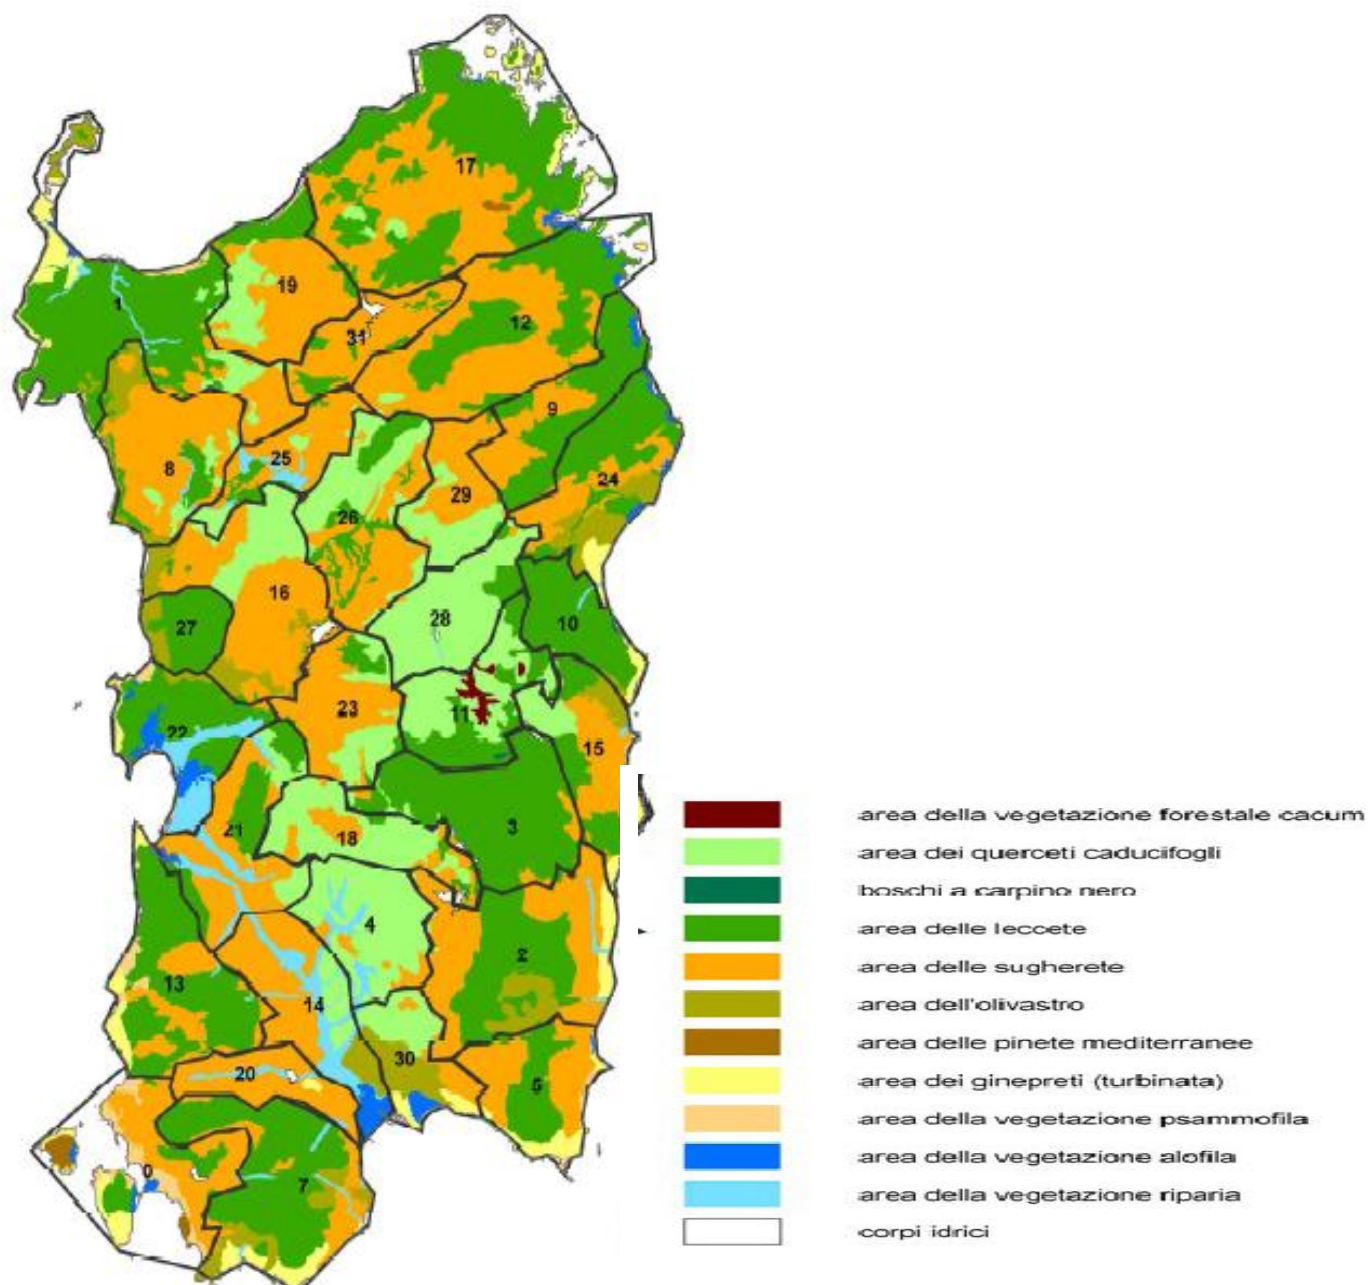 17
19
1
12
31
9
8
25
24
29
26
16
28
10
27
23
11
22
15
3
21
18
4
2
13
14
30
20
5
0
7
area della vegetazione forestale cacum
area dei querceti caducifogli
boschi a carpino nero
area delle leccete
area delle sugherete
area dell'olivastro
area delle pinete mediterranee
area dei ginepreti (turbinata)
area della vegetazione psammofila
area della vegetazione alofila
area della vegetazione riparia
corpi idrici